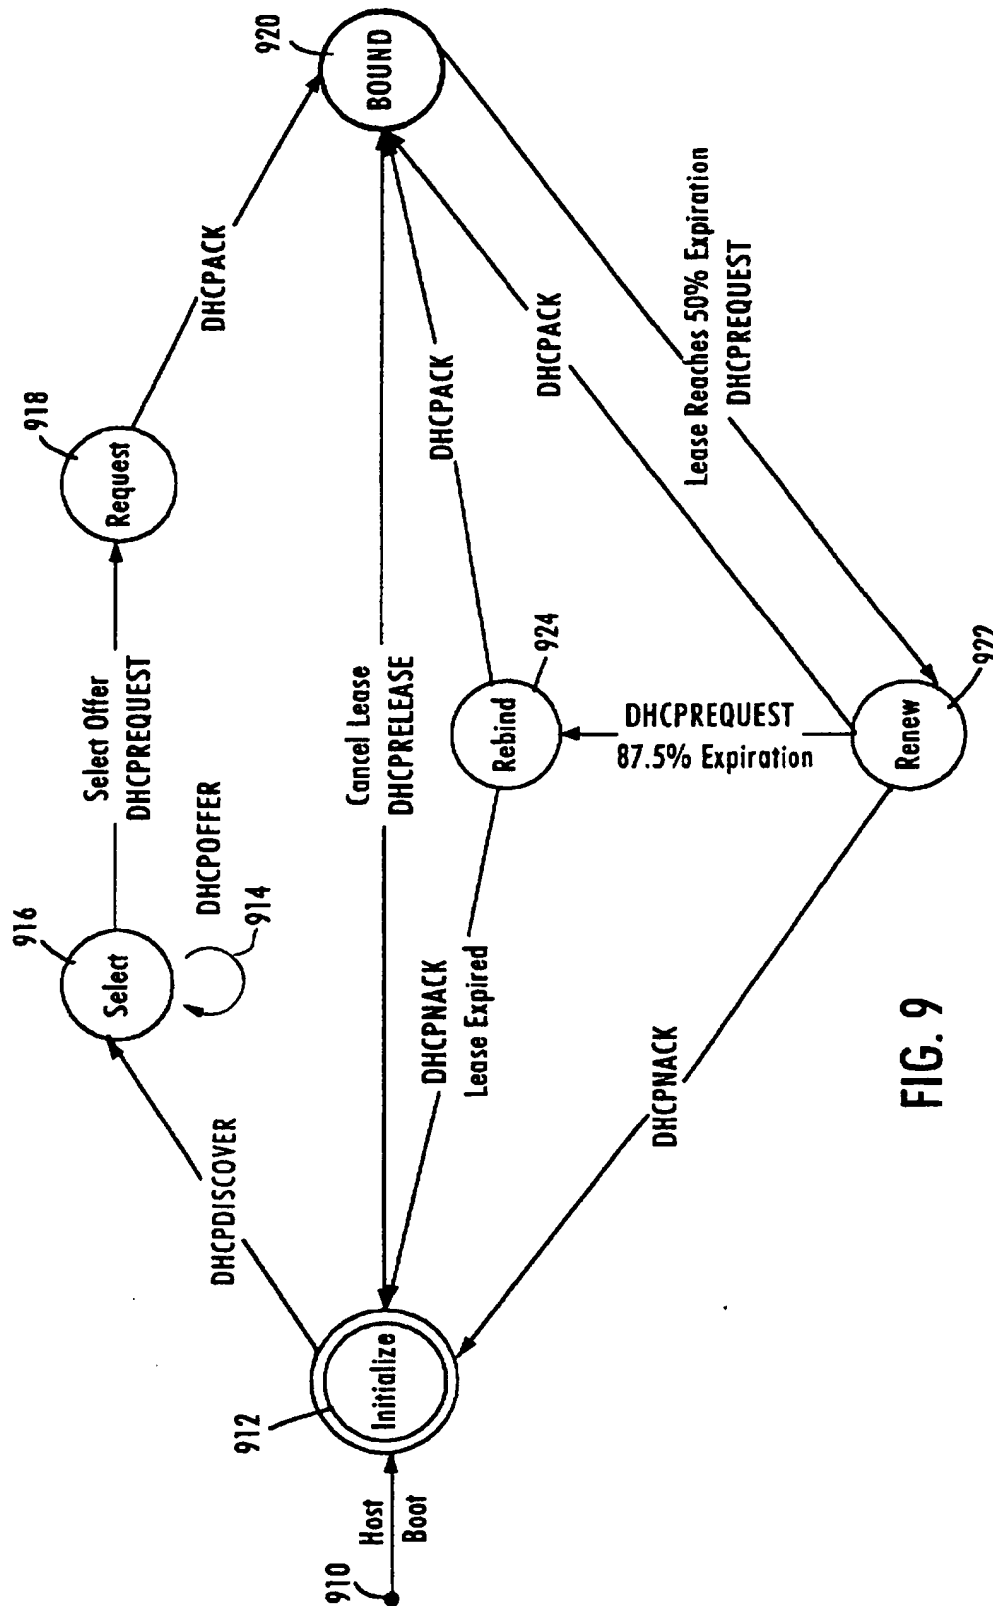 910
Host
Boot
912
Initialize
DHCPDISCOVER
916
Select
DHCPOFFER
914
Select Offer
DHCPREQUEST
918
Request
DHCPACK
920
BOUND
Cancel Lease
DHCPRELEASE
DHCPNACK
Lease Expired
Rebind
924
DHCPACK
DHCPREQUEST
87.5% Expiration
DHCPACK
Lease Reaches 50% Expiration
DHCPREQUEST
DHCPNACK
Renew
922
FIG. 9